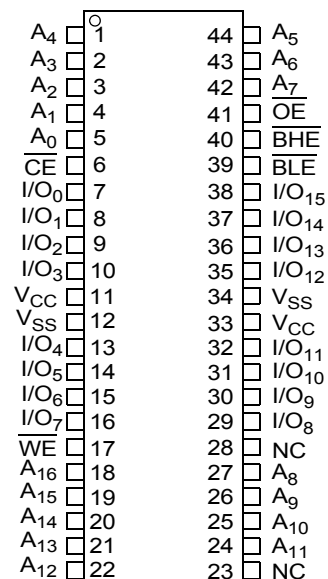 A4 1 44 A5
A3 2 43 A6
A2 3 42 A7
A1 4 41 OE
A0 5 40 BHE
CE 6 39 BLE
I/O0 7 38 I/O15
I/O1 8 37 I/O14
I/O2 9 36 I/O13
I/O3 10 35 I/O12
VCC 11 34 VSS
VSS 12 33 VCC
I/O4 13 32 I/O11
I/O5 14 31 I/O10
I/O6 15 30 I/O9
I/O7 16 29 I/O8
WE 17 28 NC
A16 18 27 A8
A15 19 26 A9
A14 20 25 A10
A13 21 24 A11
A12 22 23 NC